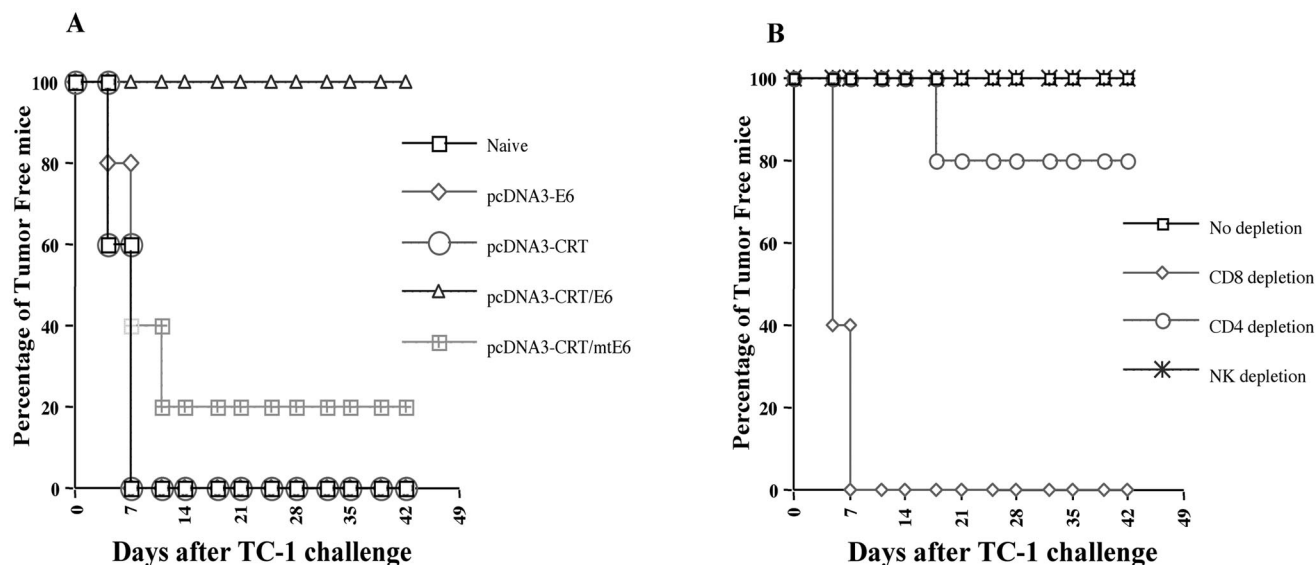 A
Percentage of Tumor Free mice
100
80
60
40
20
0
0
7
14
21
28
35
42
49
Days after TC-1 challenge
Naive
pcDNA3-E6
pcDNA3-CRT
pcDNA3-CRT/E6
pcDNA3-CRT/mtE6
B
Percentage of Tumor Free mice
100
80
60
40
20
0
0
7
14
21
28
35
42
49
Days after TC-1 challenge
No depletion
CD8 depletion
CD4 depletion
NK depletion